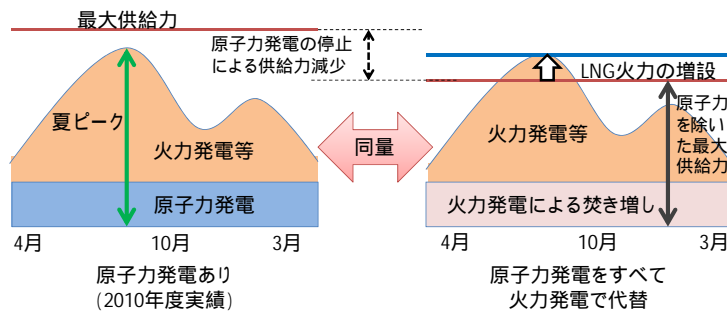 最大供給力
原子力発電の停止
による供給力減少
夏ピーク
火力発電等
原子力発電
4月
10月
3月
原子力発電あり
(2010年度実績)
同量
LNG火力の増設
火力発電等
原子力
を除い
た最大
供給力
火力発電による焚き増し
4月
10月
3月
原子力発電をすべて
火力発電で代替